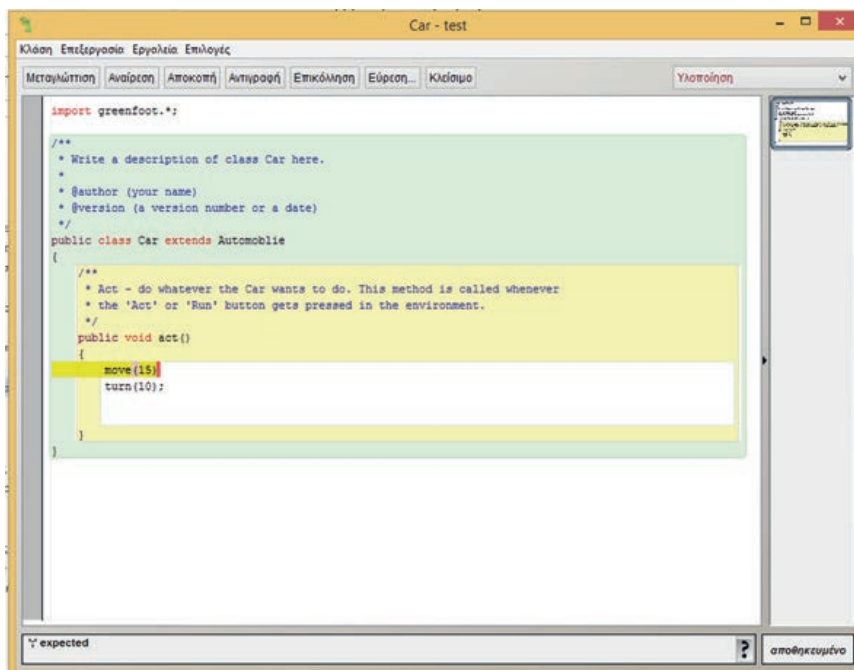 Car - test
Κλάση Επεξεργασία Εργαλεία Επιλογές
Μεταγλώττιση Αναίρεση Αποκοπή Αντιγραφή Επικόλληση Εύρεση... Κλείσιμο Υλοποίηση
import greenfoot.*;
/**
* Write a description of class Car here.
*
* @author (your name)
* @version (a version number or a date)
*/
public class Car extends Automoblie
{
/**
* Act - do whatever the Car wants to do. This method is called whenever
* the 'Act' or 'Run' button gets pressed in the environment.
*/
public void act()
{
move(15)
turn(10);
}
}
';' expected ? αποθηκευμένο